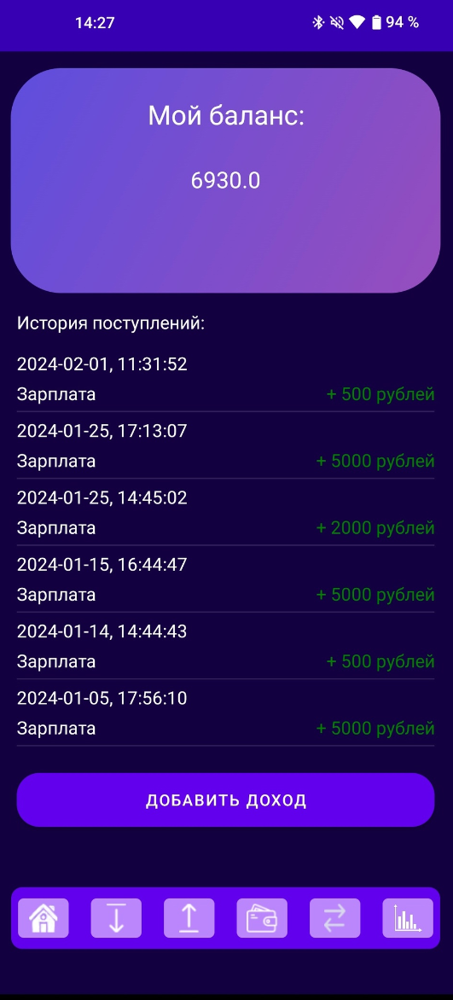 14:27
94 %
Мой баланс:
6930.0
История поступлений:
2024-02-01, 11:31:52
Зарплата + 500 рублей
2024-01-25, 17:13:07
Зарплата + 5000 рублей
2024-01-25, 14:45:02
Зарплата + 2000 рублей
2024-01-15, 16:44:47
Зарплата + 5000 рублей
2024-01-14, 14:44:43
Зарплата + 500 рублей
2024-01-05, 17:56:10
Зарплата + 5000 рублей
ДОБАВИТЬ ДОХОД